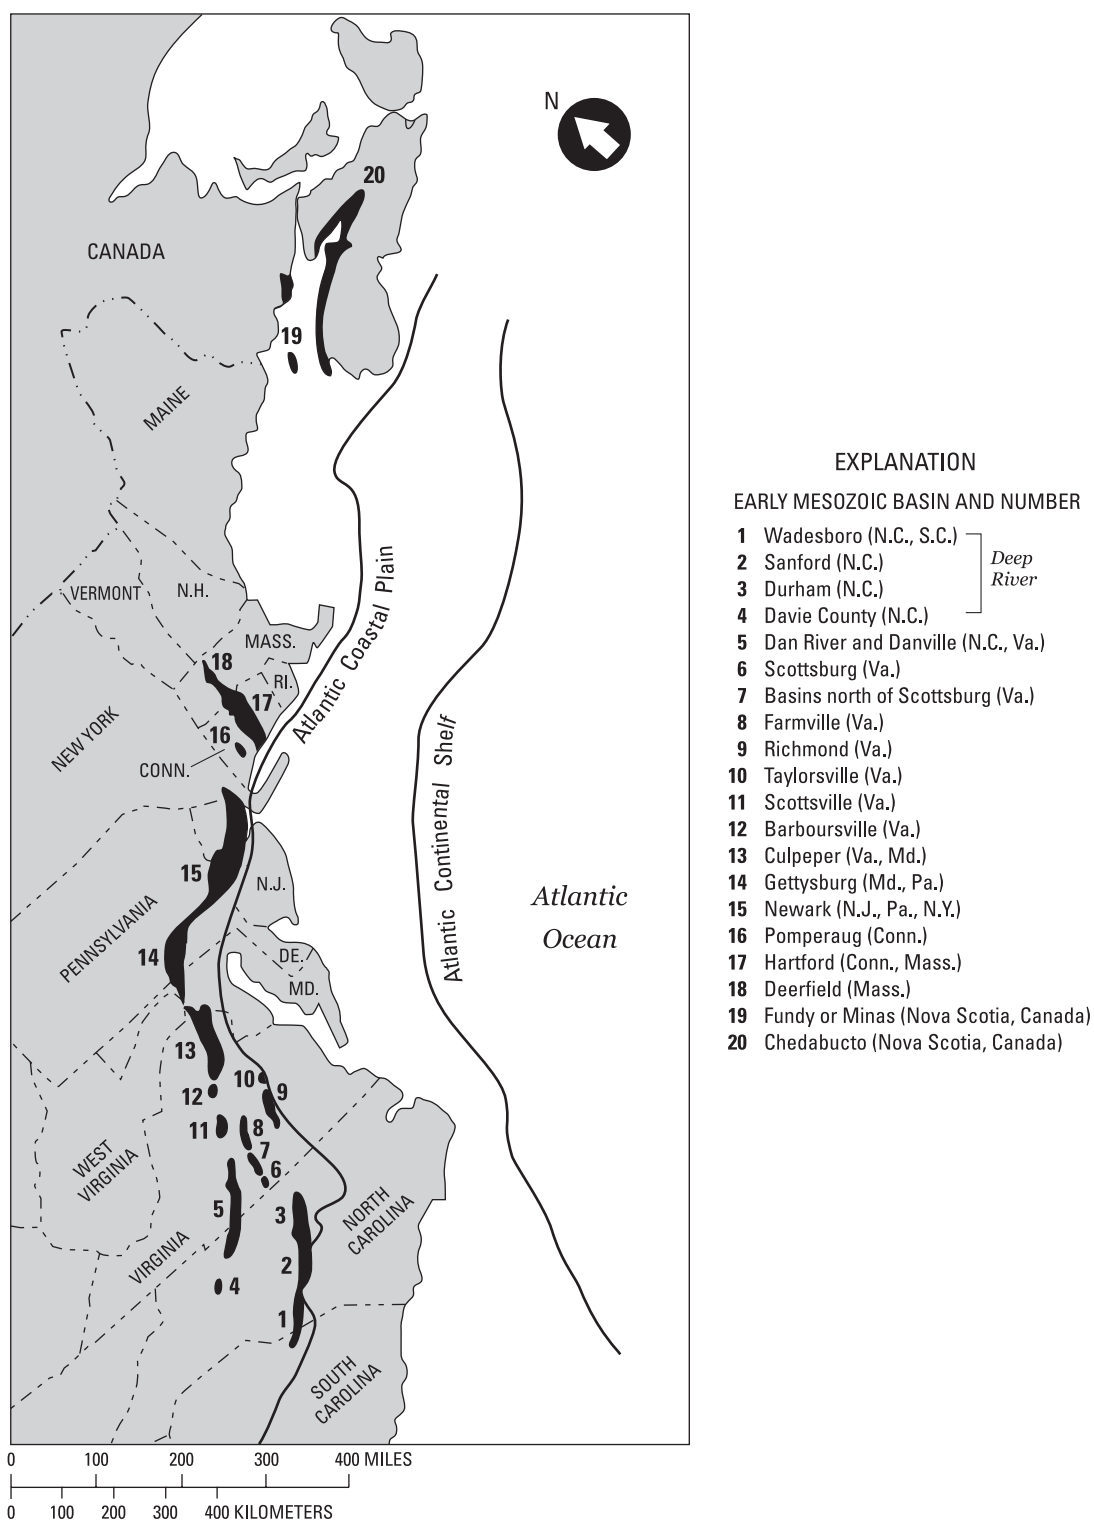 N
20
CANADA
19
MAINE
VERMONT
N.H.
MASS.
18
RI.
17
16
NEW YORK
CONN.
Atlantic Coastal Plain
Atlantic Continental Shelf
15
N.J.
Atlantic
Ocean
PENNSYLVANIA
14
DE.
MD.
13
10
9
12
11
8
7
6
WEST
VIRGINIA
5
3
NORTH
CAROLINA
VIRGINIA
2
4
1
SOUTH
CAROLINA
0 100 200 300 400 MILES
0 100 200 300 400 KILOMETERS
EXPLANATION
EARLY MESOZOIC BASIN AND NUMBER
1 Wadesboro (N.C., S.C.)
2 Sanford (N.C.)
3 Durham (N.C.)
4 Davie County (N.C.)
Deep
River
5 Dan River and Danville (N.C., Va.)
6 Scottsburg (Va.)
7 Basins north of Scottsburg (Va.)
8 Farmville (Va.)
9 Richmond (Va.)
10 Taylorsville (Va.)
11 Scottsville (Va.)
12 Barboursville (Va.)
13 Culpeper (Va., Md.)
14 Gettysburg (Md., Pa.)
15 Newark (N.J., Pa., N.Y.)
16 Pomperaug (Conn.)
17 Hartford (Conn., Mass.)
18 Deerfield (Mass.)
19 Fundy or Minas (Nova Scotia, Canada)
20 Chedabucto (Nova Scotia, Canada)